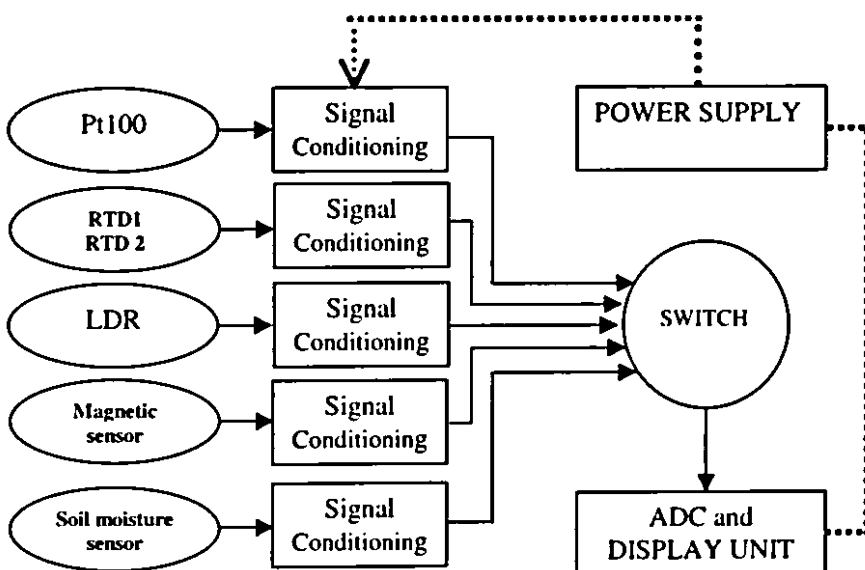 Pt100
Signal
Conditioning
POWER SUPPLY
RTD1
RTD 2
Signal
Conditioning
LDR
Signal
Conditioning
SWITCH
Magnetic
sensor
Signal
Conditioning
Soil moisture
sensor
Signal
Conditioning
ADC and
DISPLAY UNIT